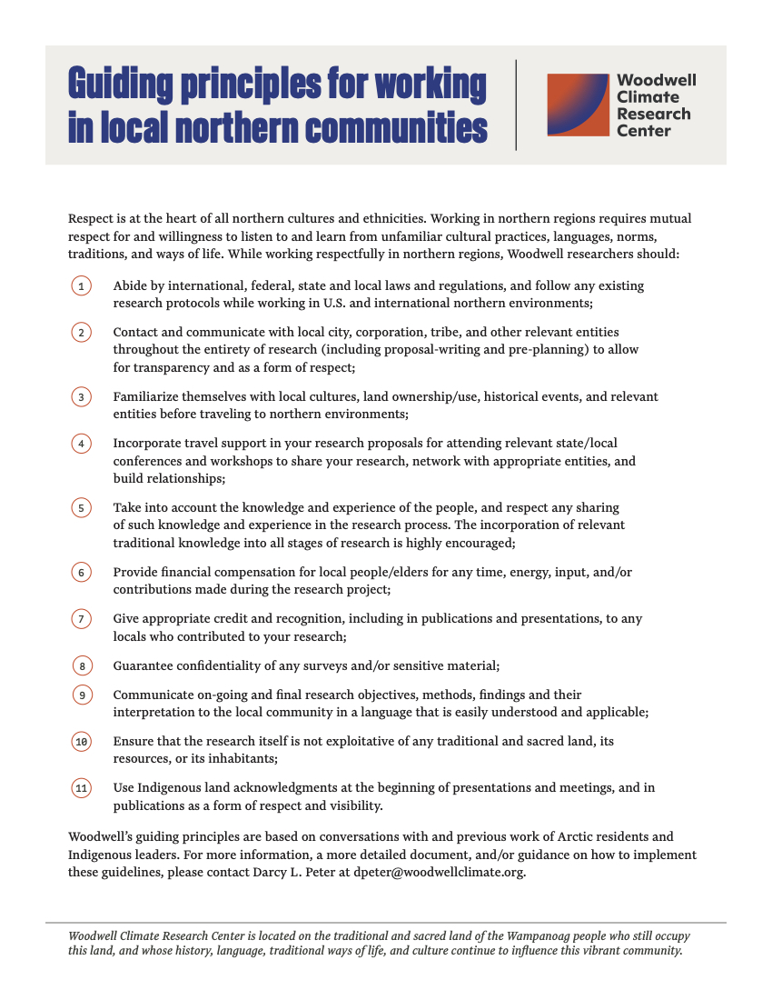 Guiding principles for working
in local northern communities
Woodwell
Climate
Research
Center
Respect is at the heart of all northern cultures and ethnicities. Working in northern regions requires mutual
respect for and willingness to listen to and learn from unfamiliar cultural practices, languages, norms,
traditions, and ways of life. While working respectfully in northern regions, Woodwell researchers should:
1 Abide by international, federal, state and local laws and regulations, and follow any existing
research protocols while working in U.S. and international northern environments;
2 Contact and communicate with local city, corporation, tribe, and other relevant entities
throughout the entirety of research (including proposal-writing and pre-planning) to allow
for transparency and as a form of respect;
3 Familiarize themselves with local cultures, land ownership/use, historical events, and relevant
entities before traveling to northern environments;
4 Incorporate travel support in your research proposals for attending relevant state/local
conferences and workshops to share your research, network with appropriate entities, and
build relationships;
5 Take into account the knowledge and experience of the people, and respect any sharing
of such knowledge and experience in the research process. The incorporation of relevant
traditional knowledge into all stages of research is highly encouraged;
6 Provide financial compensation for local people/elders for any time, energy, input, and/or
contributions made during the research project;
7 Give appropriate credit and recognition, including in publications and presentations, to any
locals who contributed to your research;
8 Guarantee confidentiality of any surveys and/or sensitive material;
9 Communicate on-going and final research objectives, methods, findings and their
interpretation to the local community in a language that is easily understood and applicable;
10 Ensure that the research itself is not exploitative of any traditional and sacred land, its
resources, or its inhabitants;
11 Use Indigenous land acknowledgments at the beginning of presentations and meetings, and in
publications as a form of respect and visibility.
Woodwell's guiding principles are based on conversations with and previous work of Arctic residents and
Indigenous leaders. For more information, a more detailed document, and/or guidance on how to implement
these guidelines, please contact Darcy L. Peter at dpeter@woodwellclimate.org.
Woodwell Climate Research Center is located on the traditional and sacred land of the Wampanoag people who still occupy
this land, and whose history, language, traditional ways of life, and culture continue to influence this vibrant community.